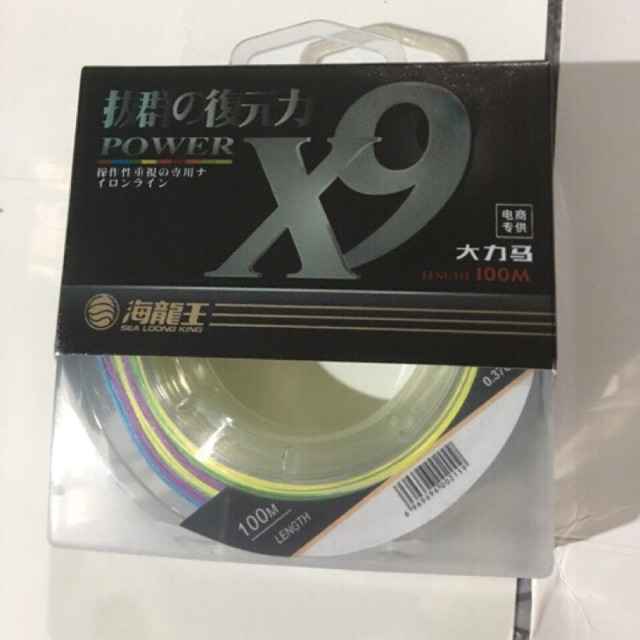 抜群の復元力
POWER
X9
操作性重視の専用ナ
イロンライン
电商
专供
大力马
LENGTH 100M
海龍王
SEA LOONG KING
100M
LENGTH